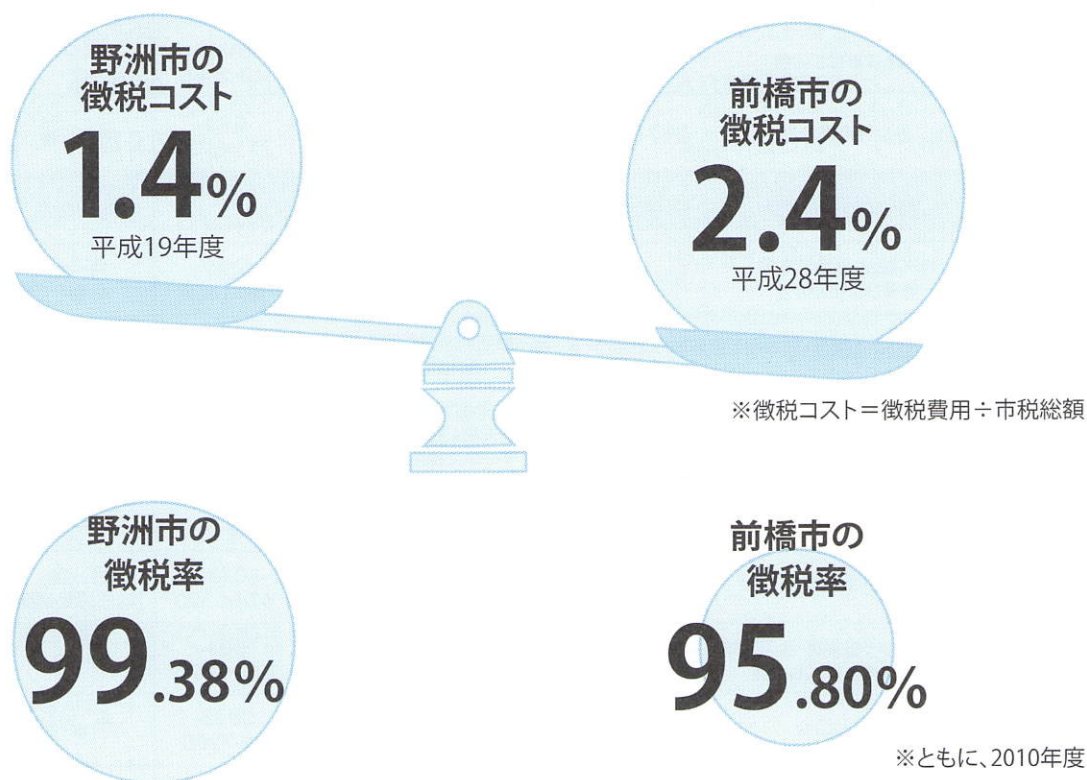 野洲市の
徴税コスト
1.4%
平成19年度
前橋市の
徴税コスト
2.4%
平成28年度
※徴税コスト＝徴税費用÷市税総額
野洲市の
徴税率
99.38%
前橋市の
徴税率
95.80%
※ともに、2010年度